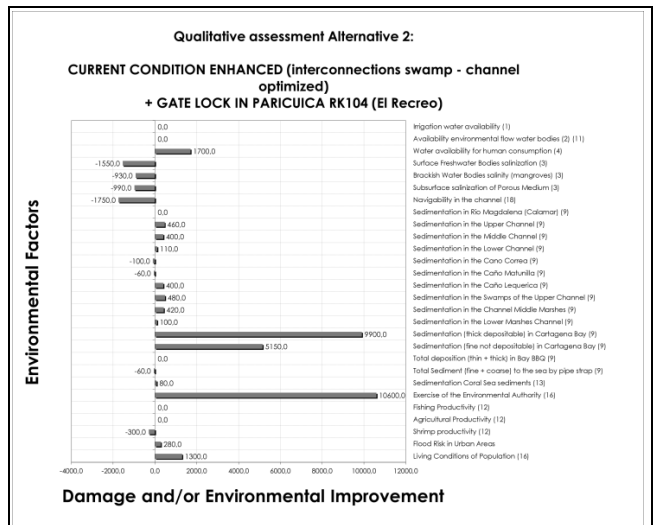 Qualitative assessment Alternative 2:
CURRENT CONDITION ENHANCED (interconnections swamp - channel
optimized)
+ GATE LOCK IN PARICUICA RK104 (El Recreo)
Environmental Factors
0,0 Irrigation water availability (1)
0,0 Availability environmental flow water bodies (2) (11)
1700,0 Water availability for human consumption (4)
-1550,0 Surface Freshwater Bodies salinization (3)
-930,0 Brackish Water Bodies salinity (mangroves) (3)
-990,0 Subsurface salinization of Porous Medium (3)
-1750,0 Navigability in the channel (18)
0,0 Sedimentation in Río Magdalena (Calamar) (9)
460,0 Sedimentation in the Upper Channel (9)
400,0 Sedimentation in the Middle Channel (9)
110,0 Sedimentation in the Lower Channel (9)
-100,0 Sedimentation in the Cano Correa (9)
-60,0 Sedimentation in the Caño Matunilla (9)
400,0 Sedimentation in the Caño Lequerica (9)
480,0 Sedimentation in the Swamps of the Upper Channel (9)
420,0 Sedimentation in the Channel Middle Marshes (9)
100,0 Sedimentation in the Lower Marshes Channel (9)
9900,0 Sedimentation (thick depositable) in Cartagena Bay (9)
5150,0 Sedimentation (fine not depositable) in Cartagena Bay (9)
0,0 Total deposition (thin + thick) in Bay BBQ (9)
-60,0 Total Sediment (fine + coarse) to the sea by pipe strap (9)
80,0 Sedimentation Coral Sea sediments (13)
10600,0 Exercise of the Environmental Authority (16)
0,0 Fishing Productivity (12)
0,0 Agricultural Productivity (12)
-300,0 Shrimp productivity (12)
280,0 Flood Risk in Urban Areas
1300,0 Living Conditions of Population (16)
-4000,0 -2000,0 0,0 2000,0 4000,0 6000,0 8000,0 10000,0 12000,0
Damage and/or Environmental Improvement